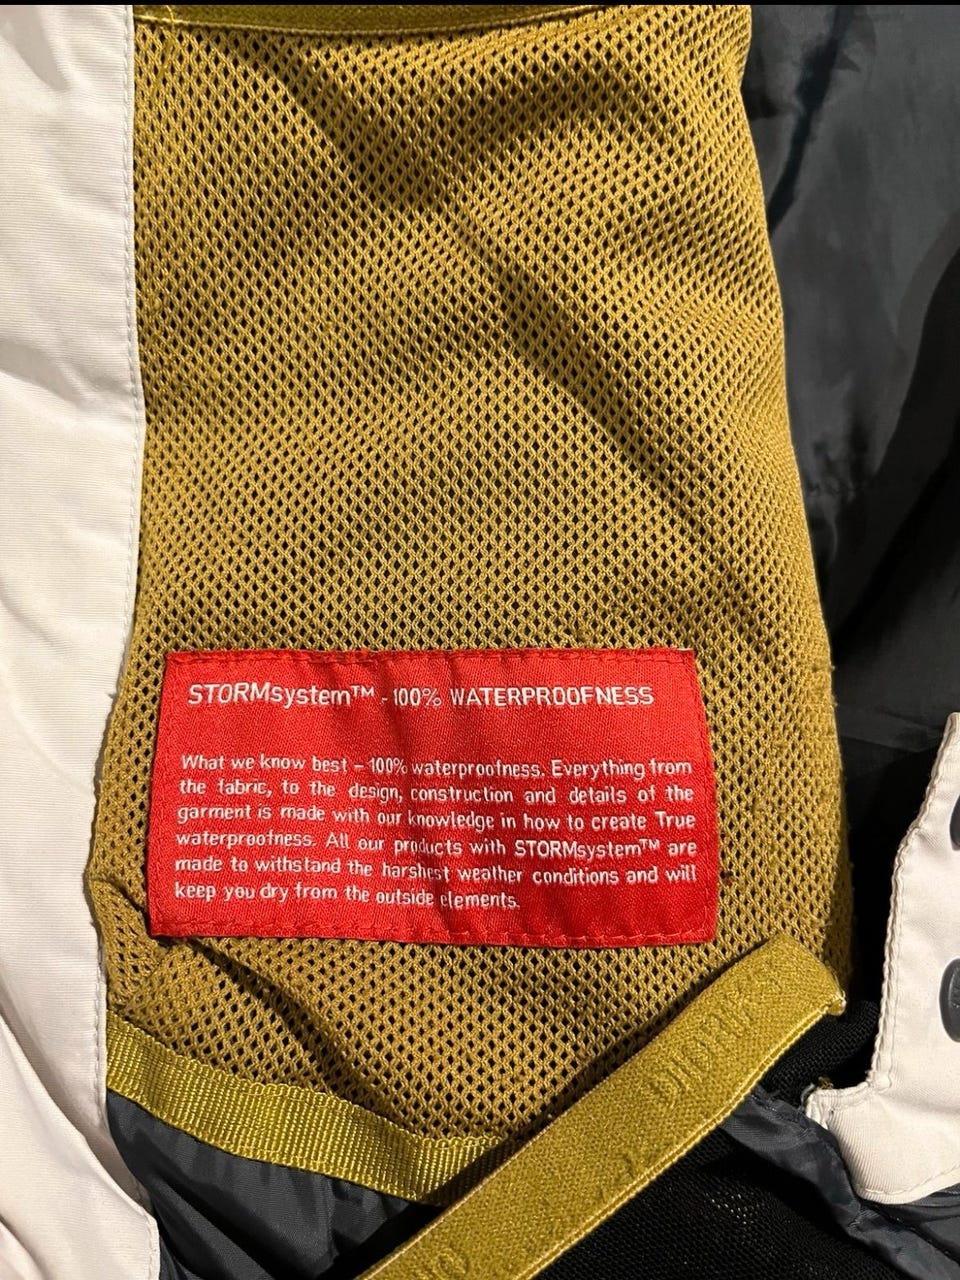 STORMsystem™ - 100% WATERPROOFNESS
What we know best – 100% waterproofness. Everything from
the fabric, to the design, construction and details of the
garment is made with our knowledge in how to create True
waterproofness. All our products with STORMsystem™ are
made to withstand the harshest weather conditions and will
keep you dry from the outside elements.